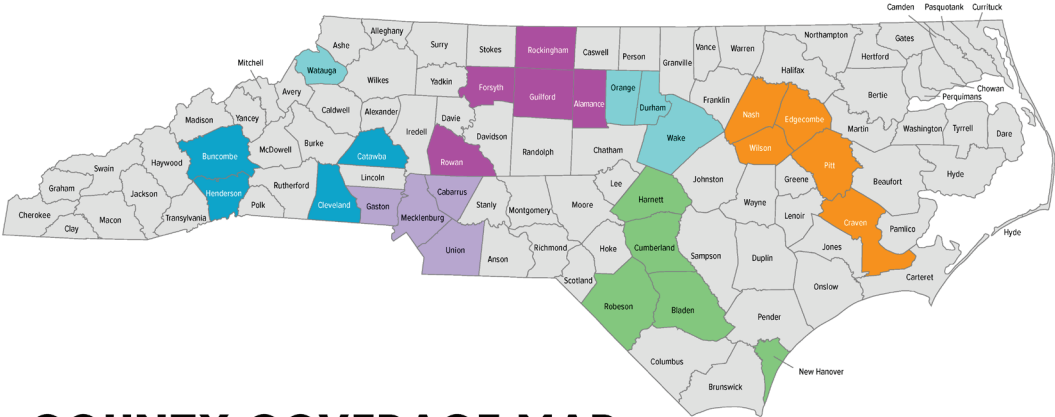 Camden Pasquotank Currituck
Alleghany
Ashe
Surry
Stokes
Rockingham
Caswell
Person
Vance
Warren
Northampton
Gates
Granville
Hertford
Halifax
Mitchell
Watauga
Wilkes
Yadkin
Forsyth
Guilford
Alamance
Orange
Durham
Franklin
Nash
Edgecombe
Bertie
Chowan
Perquimans
Avery
Madison
Yancey
Caldwell
Alexander
Iredell
Davie
Davidson
Wake
Wilson
Martin
Washington
Tyrrell
Dare
Buncombe
McDowell
Burke
Catawba
Rowan
Randolph
Chatham
Johnston
Pitt
Haywood
Swain
Lincoln
Graham
Jackson
Henderson
Rutherford
Polk
Cleveland
Gaston
Cabarrus
Mecklenburg
Stanly
Montgomery
Moore
Lee
Harnett
Wayne
Greene
Beaufort
Hyde
Cherokee
Macon
Clay
Transylvania
Union
Anson
Richmond
Hoke
Cumberland
Sampson
Duplin
Lenoir
Craven
Jones
Pamlico
Hyde
Scotland
Robeson
Bladen
Onslow
Carteret
Pender
Columbus
New Hanover
Brunswick
COUNTY COVERAGE MAP